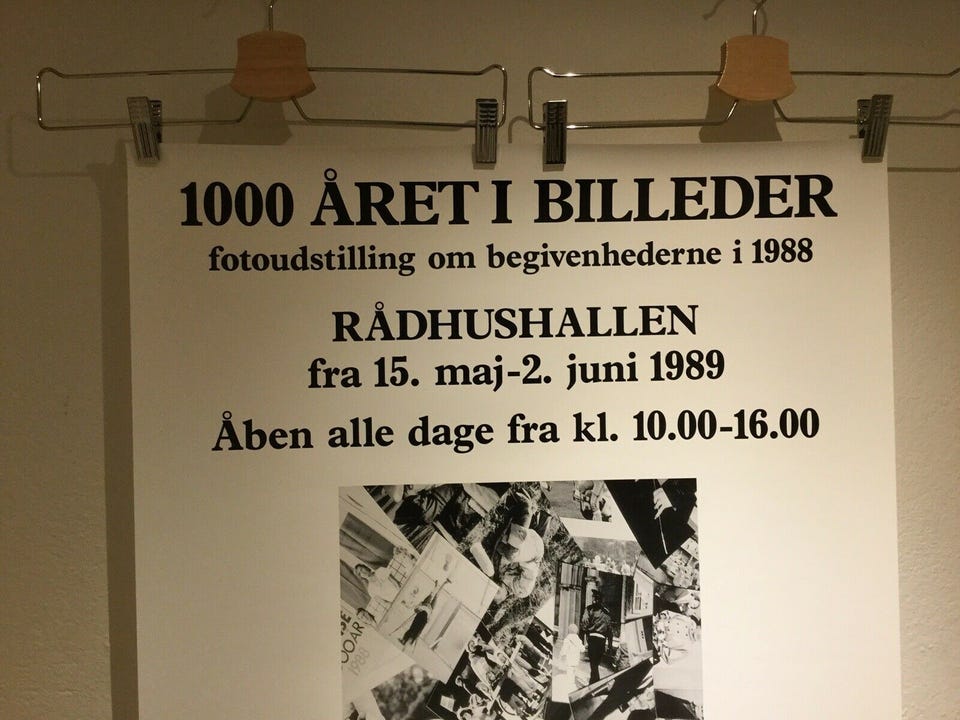 1000 ÅRET I BILLEDER
fotoudstilling om begivenhederne i 1988
RÅDHUSHALLEN
fra 15. maj-2. juni 1989
Åben alle dage fra kl. 10.00-16.00
1988